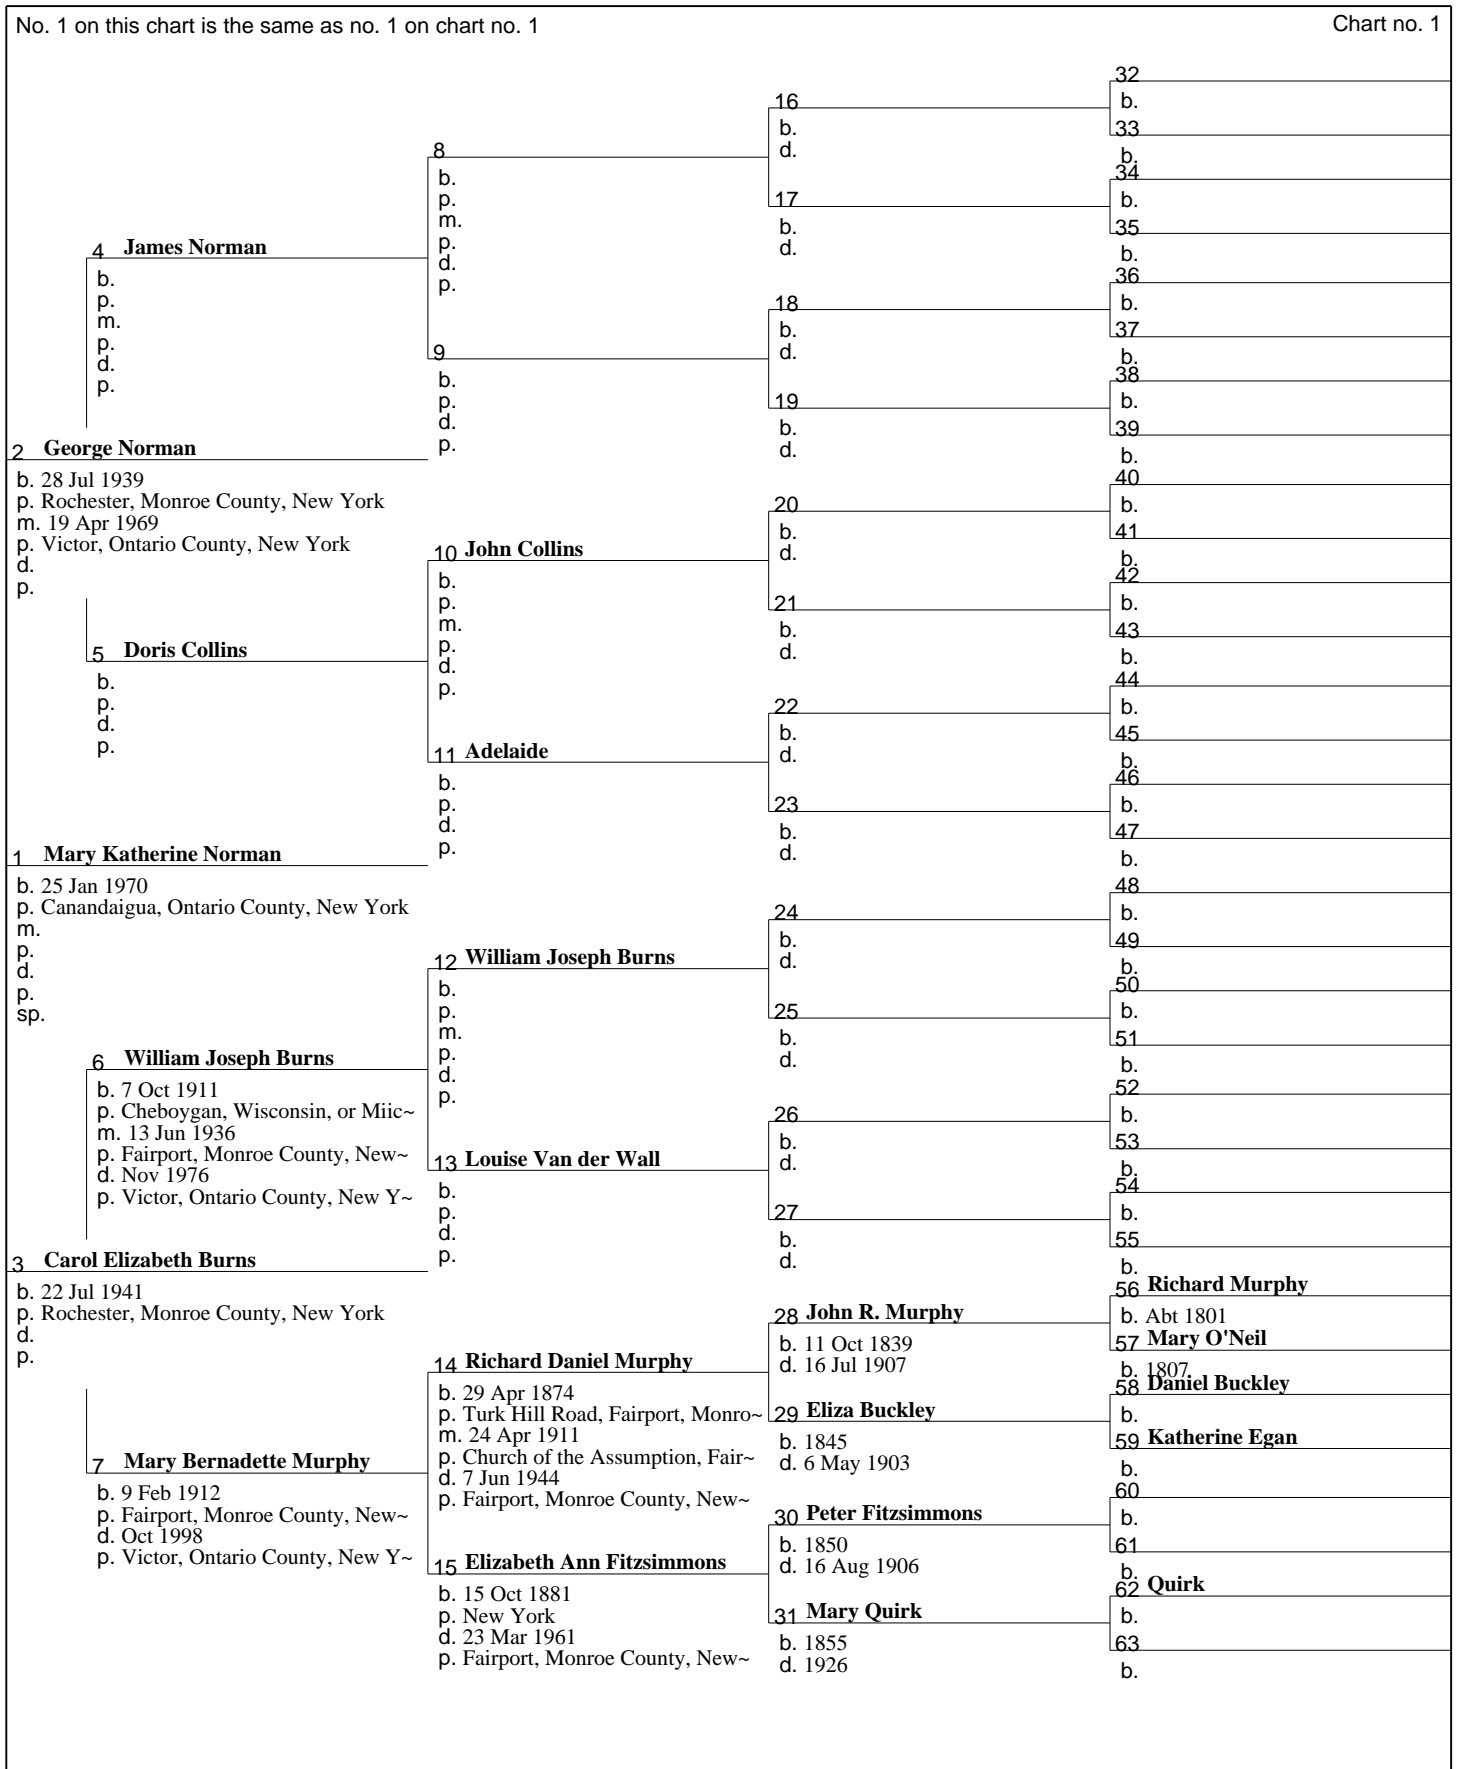 No. 1 on this chart is the same as no. 1 on chart no. 1
Chart no. 1
1 Mary Katherine Norman
b. 25 Jan 1970
p. Canandaigua, Ontario County, New York
m.
p.
d.
p.
sp.
2 George Norman
b. 28 Jul 1939
p. Rochester, Monroe County, New York
m. 19 Apr 1969
p. Victor, Ontario County, New York
d.
p.
3 Carol Elizabeth Burns
b. 22 Jul 1941
p. Rochester, Monroe County, New York
d.
p.
4 James Norman
b.
p.
m.
p.
d.
p.
5 Doris Collins
b.
p.
d.
p.
6 William Joseph Burns
b. 7 Oct 1911
p. Cheboygan, Wisconsin, or Miic~
m. 13 Jun 1936
p. Fairport, Monroe County, New~
d. Nov 1976
p. Victor, Ontario County, New Y~
7 Mary Bernadette Murphy
b. 9 Feb 1912
p. Fairport, Monroe County, New~
d. Oct 1998
p. Victor, Ontario County, New Y~
8
b.
p.
m.
p.
d.
p.
9
b.
p.
d.
p.
10 John Collins
b.
p.
m.
p.
d.
p.
11 Adelaide
b.
p.
d.
p.
12 William Joseph Burns
b.
p.
m.
p.
d.
p.
13 Louise Van der Wall
b.
p.
d.
p.
14 Richard Daniel Murphy
b. 29 Apr 1874
p. Turk Hill Road, Fairport, Monro~
m. 24 Apr 1911
p. Church of the Assumption, Fair~
d. 7 Jun 1944
p. Fairport, Monroe County, New~
15 Elizabeth Ann Fitzsimmons
b. 15 Oct 1881
p. New York
d. 23 Mar 1961
p. Fairport, Monroe County, New~
16
b.
d.
17
b.
d.
18
b.
d.
19
b.
d.
20
b.
d.
21
b.
d.
22
b.
d.
23
b.
d.
24
b.
d.
25
b.
d.
26
b.
d.
27
b.
d.
28 John R. Murphy
b. 11 Oct 1839
d. 16 Jul 1907
29 Eliza Buckley
b. 1845
d. 6 May 1903
30 Peter Fitzsimmons
b. 1850
d. 16 Aug 1906
31 Mary Quirk
b. 1855
d. 1926
32
b.
33
b.
34
b.
35
b.
36
b.
37
b.
38
b.
39
b.
40
b.
41
b.
42
b.
43
b.
44
b.
45
b.
46
b.
47
b.
48
b.
49
b.
50
b.
51
b.
52
b.
53
b.
54
b.
55
b.
56 Richard Murphy
b. Abt 1801
57 Mary O'Neil
b. 1807
58 Daniel Buckley
b.
59 Katherine Egan
b.
60
b.
61
b.
62 Quirk
b.
63
b.